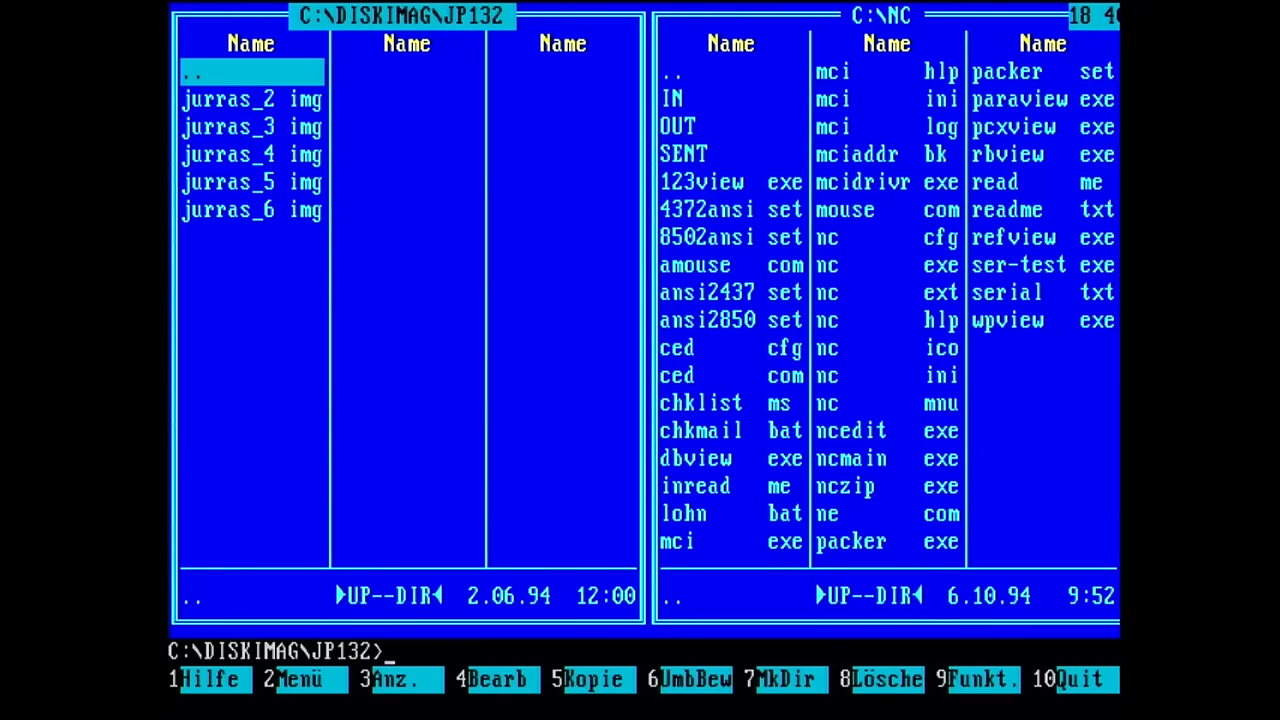 C:\DISKIMAG\JP132 C:\NC 18 4
Name Name Name Name Name Name
.. .. mci hlp packer set
jurras_2 img IN mci ini paraview exe
jurras_3 img OUT mci log pcxview exe
jurras_4 img SENT mciaddr bk rbview exe
jurras_5 img 123view exe mcidrivr exe read me
jurras_6 img 4372ansi set mouse com readme txt
8502ansi set nc cfg refview exe
amouse com nc exe ser-test exe
ansi2437 set nc ext serial txt
ansi2850 set nc hlp wpview exe
ced cfg nc ico
ced com nc ini
chklist ms nc mnu
chkmail bat ncedit exe
dbview exe ncmain exe
inread me nczip exe
lohn bat ne com
mci exe packer exe
.. ►UP--DIR◄ 2.06.94 12:00 .. ►UP--DIR◄ 6.10.94 9:52
C:\DISKIMAG\JP132>_
1Hilfe 2Menü 3Anz. 4Bearb 5Kopie 6UmbBew 7MkDir 8Lösche 9Funkt. 10Quit